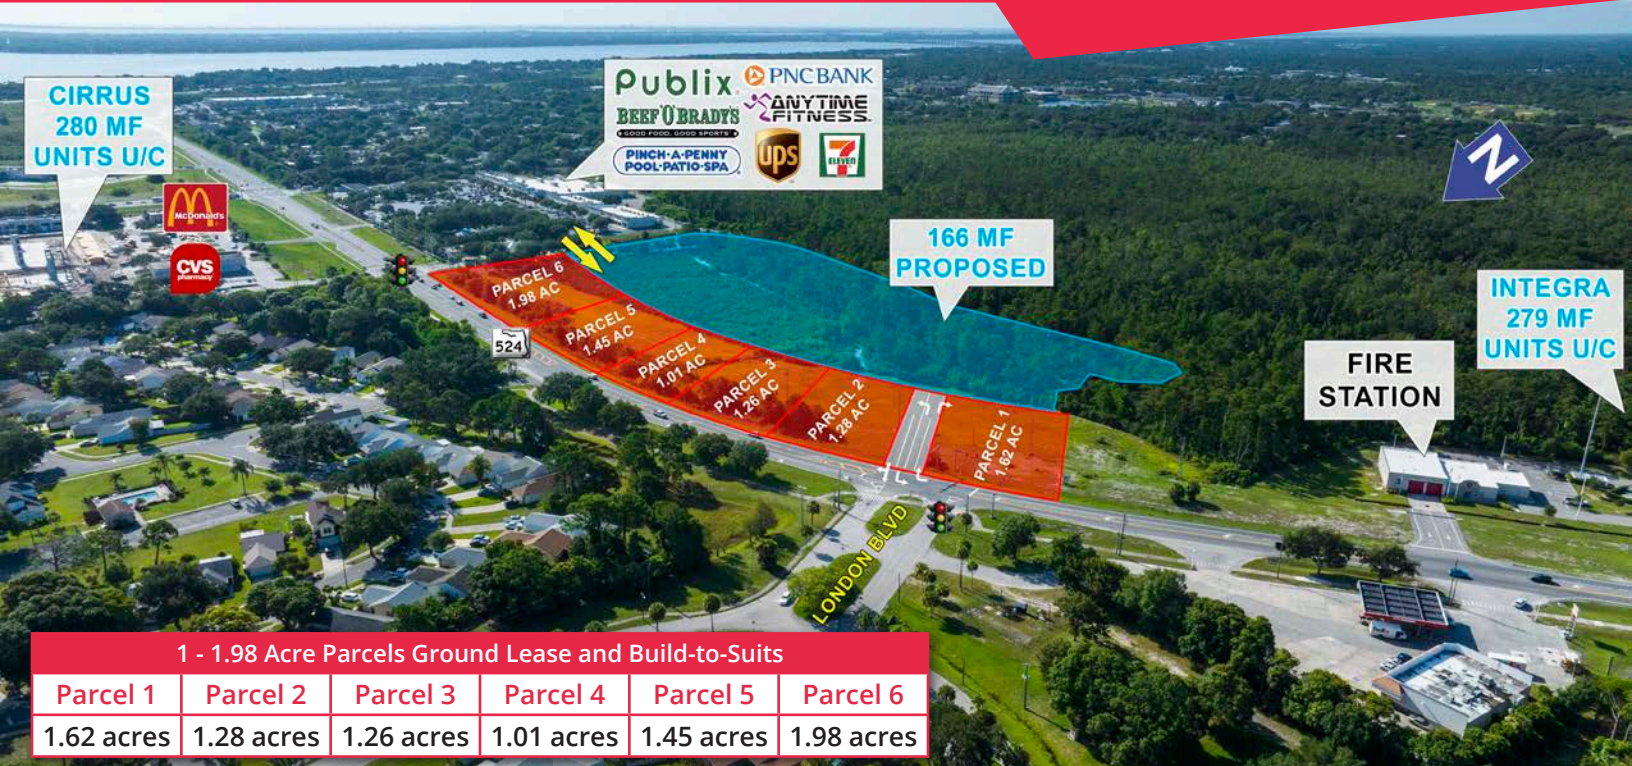 CIRRUS
280 MF
UNITS U/C
McDonald's
CVS
pharmacy
Publix
PNC BANK
BEEF 'O' BRADY'S
GOOD FOOD. GOOD SPORTS
ANYTIME
FITNESS
PINCH·A·PENNY
POOL·PATIO·SPA
ups
7
ELEVEN
N
166 MF
PROPOSED
INTEGRA
279 MF
UNITS U/C
FIRE
STATION
524
PARCEL 6
1.98 AC
PARCEL 5
1.45 AC
PARCEL 4
1.01 AC
PARCEL 3
1.26 AC
PARCEL 2
1.28 AC
PARCEL 1
1.62 AC
LONDON BLVD
1 - 1.98 Acre Parcels Ground Lease and Build-to-Suits
Parcel 1 Parcel 2 Parcel 3 Parcel 4 Parcel 5 Parcel 6
1.62 acres 1.28 acres 1.26 acres 1.01 acres 1.45 acres 1.98 acres